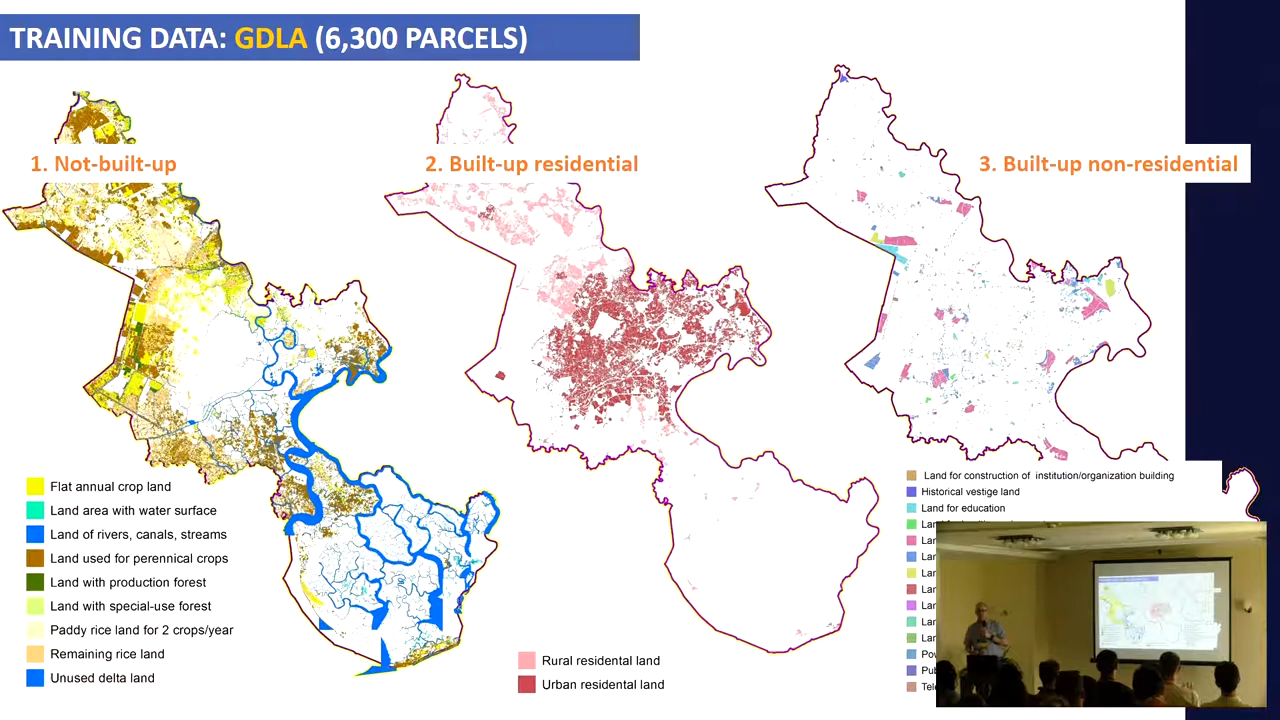 TRAINING DATA: GDLA (6,300 PARCELS)
1. Not-built-up
2. Built-up residential
3. Built-up non-residential
Flat annual crop land
Land area with water surface
Land of rivers, canals, streams
Land used for perennical crops
Land with production forest
Land with special-use forest
Paddy rice land for 2 crops/year
Remaining rice land
Unused delta land
Rural residential land
Urban residential land
Land for construction of institution/organization building
Historical vestige land
Land for education